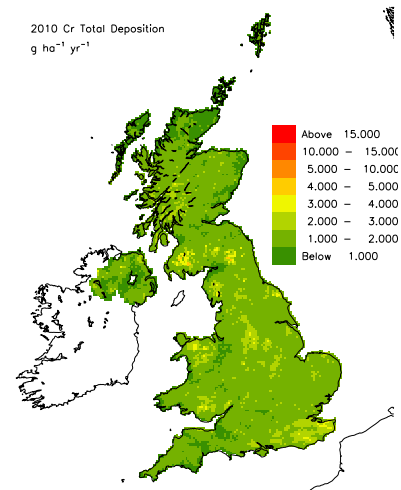 2010 Cr Total Deposition
g ha⁻¹ yr⁻¹
Above 15.000
10.000 – 15.000
5.000 – 10.000
4.000 – 5.000
3.000 – 4.000
2.000 – 3.000
1.000 – 2.000
Below 1.000